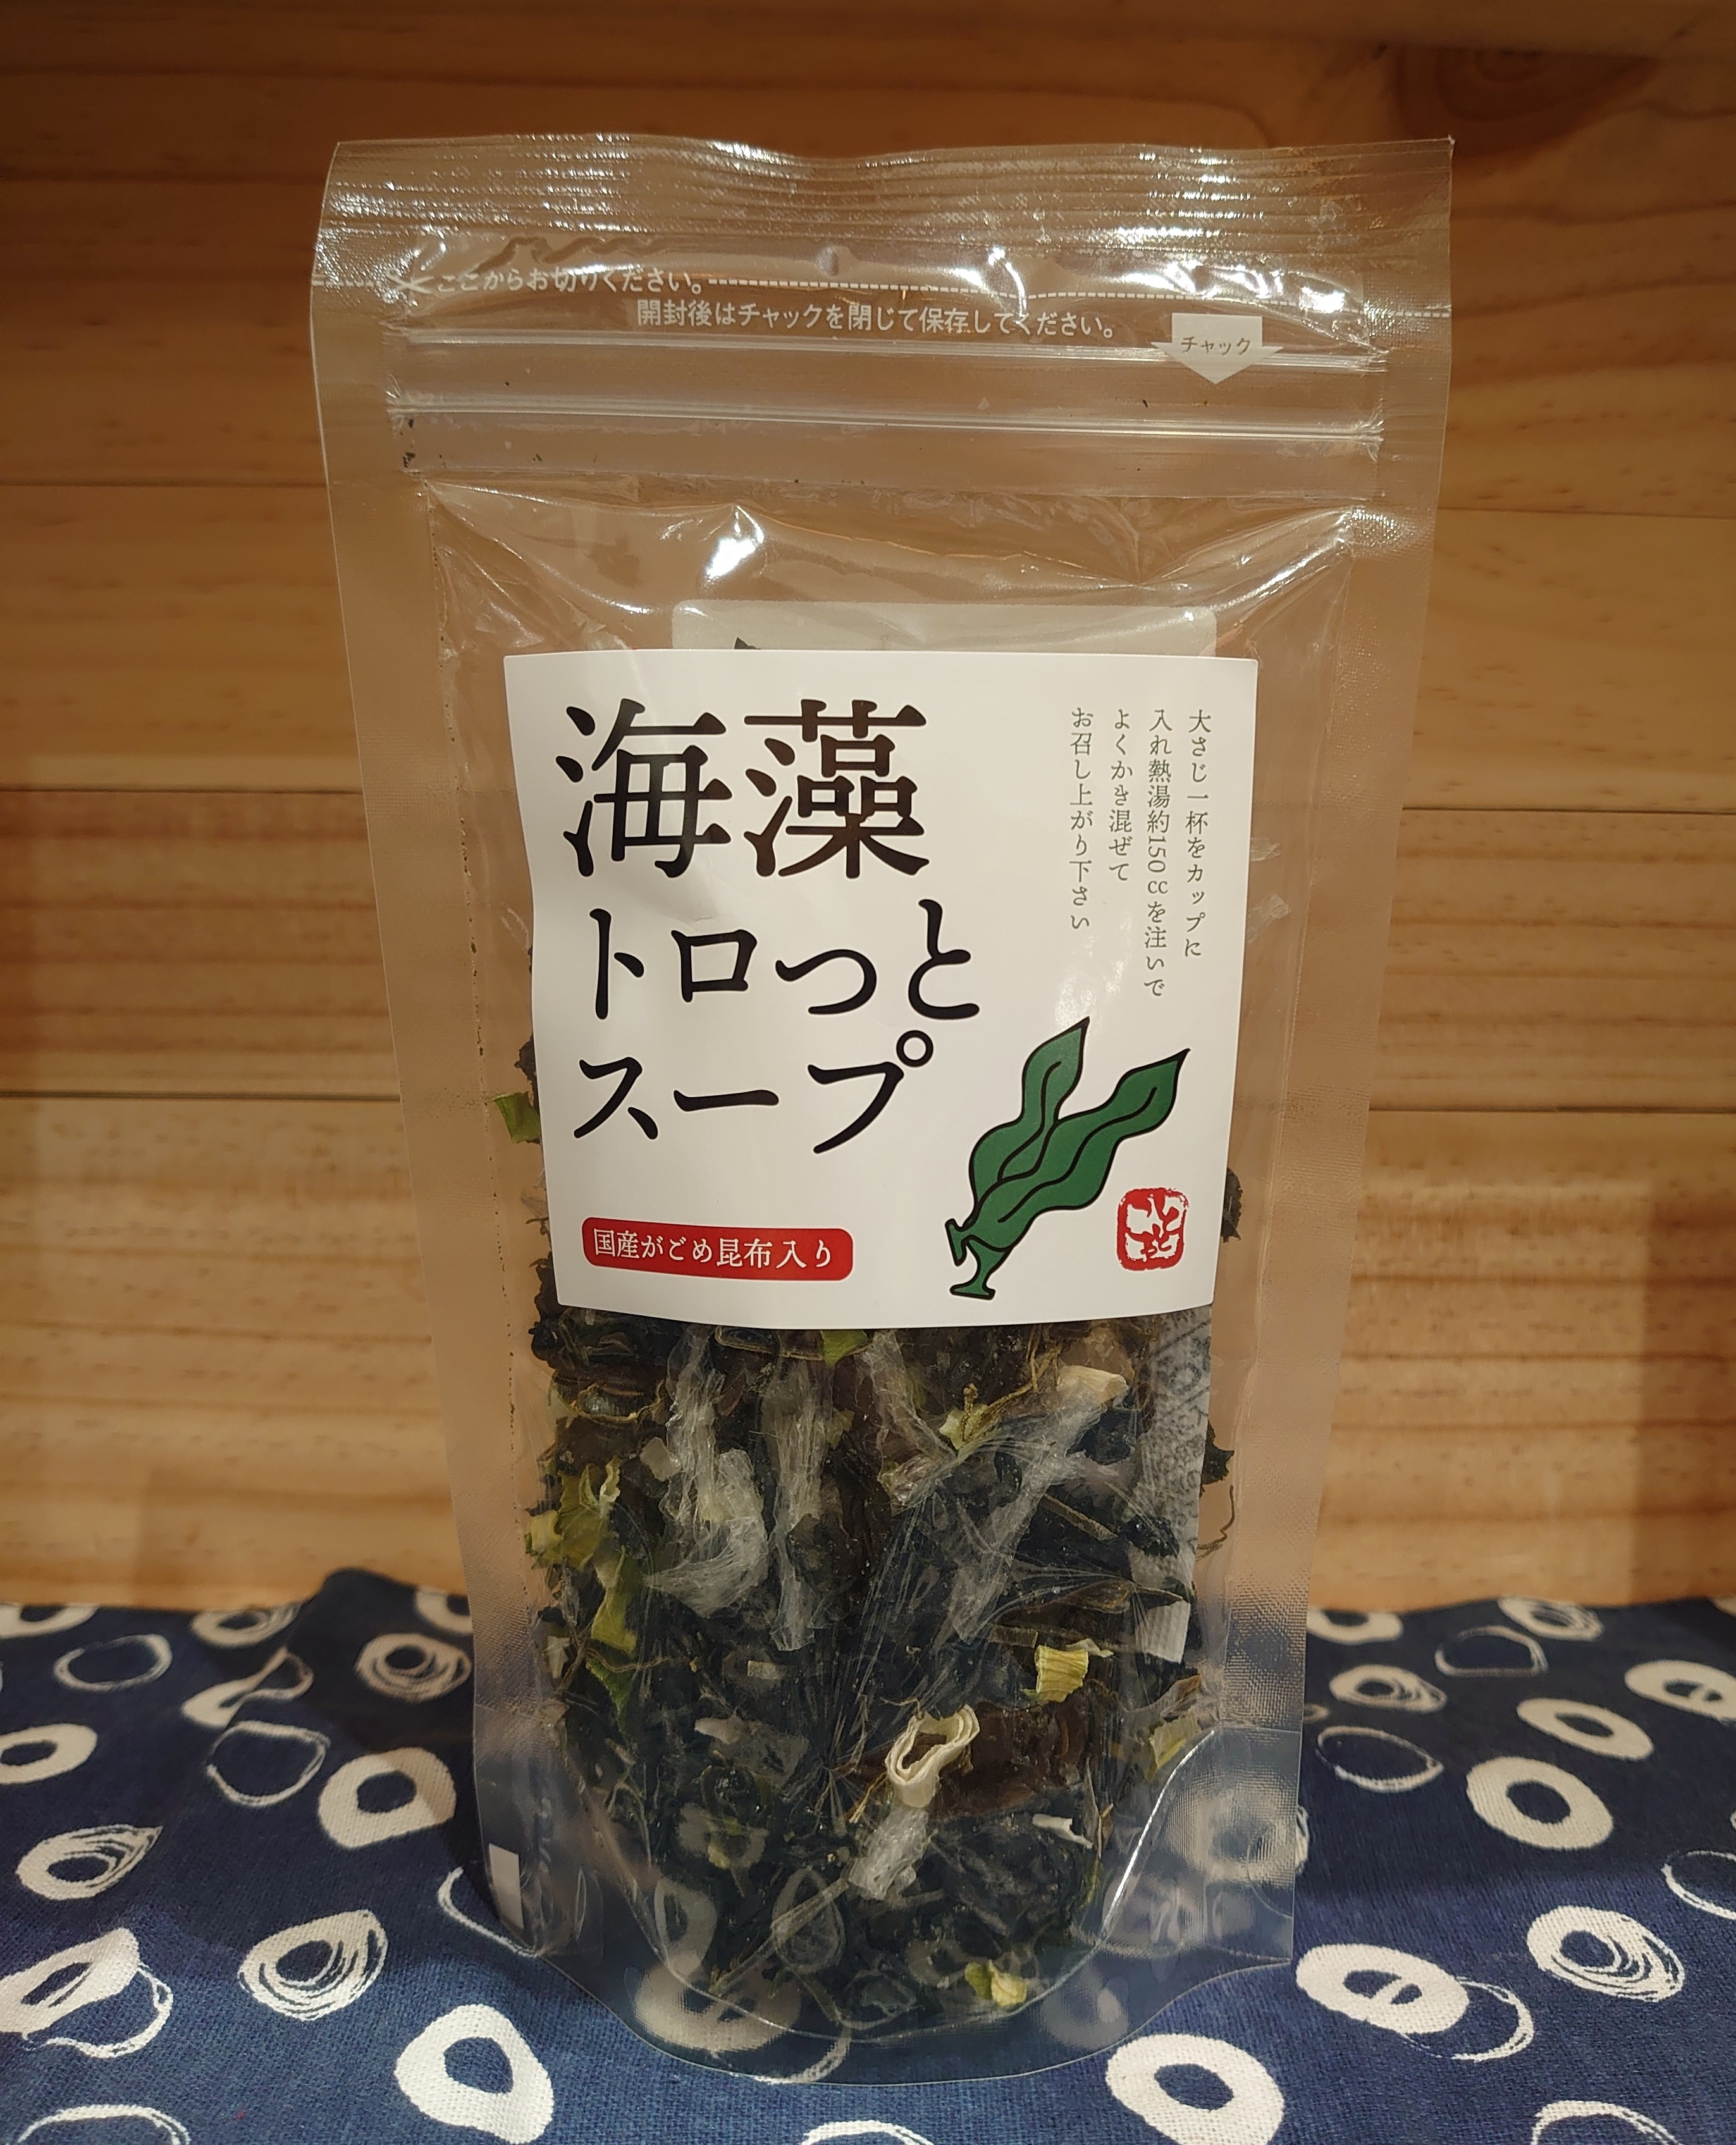 ここからお切りください。
開封後はチャックを閉じて保存してください。
チャック
海藻
トロっと
スープ
大さじ一杯をカップに
入れ熱湯約150ccを注いで
よくかき混ぜて
お召し上がり下さい
国産がごめ昆布入り